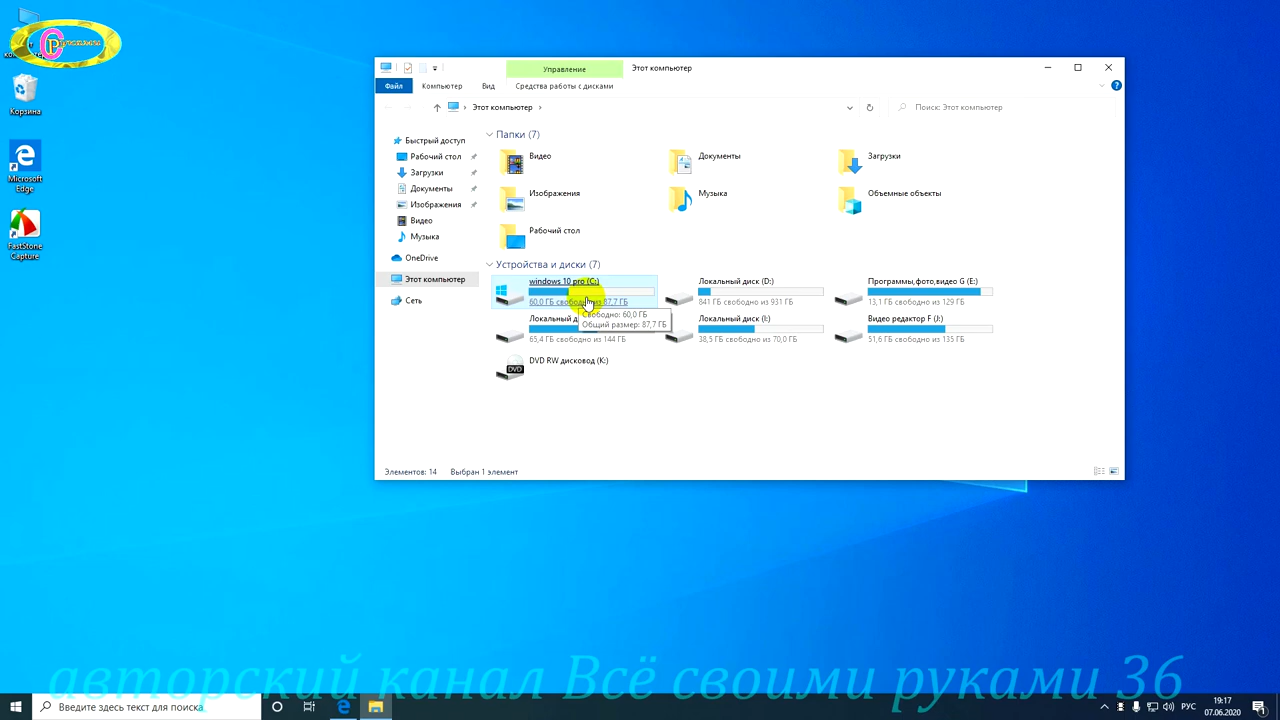 Корзина
Microsoft
Edge
FastStone
Capture
Управление
Этот компьютер
Файл
Компьютер
Вид
Средства работы с дисками
Этот компьютер
Поиск: Этот компьютер
Быстрый доступ
Рабочий стол
Загрузки
Документы
Изображения
Видео
Музыка
OneDrive
Этот компьютер
Сеть
Папки (7)
Видео
Документы
Загрузки
Изображения
Музыка
Объемные объекты
Рабочий стол
Устройства и диски (7)
windows 10 pro (C:)
60,0 ГБ свободно из 87,7 ГБ
Локальный диск (D:)
841 ГБ свободно из 931 ГБ
Программы,фото,видео G (E:)
13,1 ГБ свободно из 129 ГБ
Свободно: 60,0 ГБ
Общий размер: 87,7 ГБ
Локальный д
65,4 ГБ свободно из 144 ГБ
Локальный диск (I:)
38,5 ГБ свободно из 70,0 ГБ
Видео редактор F (J:)
51,6 ГБ свободно из 135 ГБ
DVD RW дисковод (K:)
DVD
Элементов: 14
Выбран 1 элемент
авторский канал Всё своими руками 36
Введите здесь текст для поиска
РУС
19:17
07.06.2020